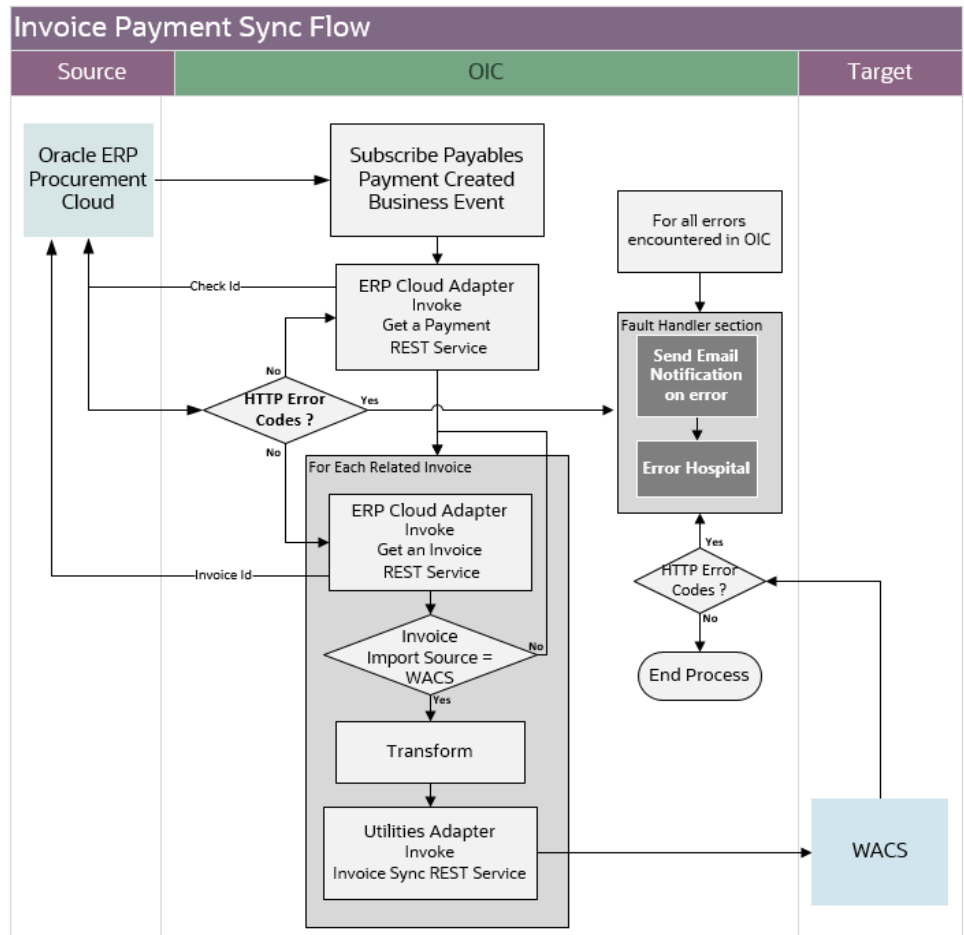 Invoice Payment Sync Flow
Source
OIC
Target
Oracle ERP
Procurement
Cloud
Subscribe Payables
Payment Created
Business Event
For all errors
encountered in OIC
Check Id
ERP Cloud Adapter
Invoke
Get a Payment
REST Service
Fault Handler section
Send Email
Notification
on error
Error Hospital
No
HTTP Error
Codes ?
Yes
No
For Each Related Invoice
ERP Cloud Adapter
Invoke
Get an Invoice
REST Service
Invoice Id
Yes
HTTP Error
Codes ?
No
End Process
Invoice
Import Source =
WACS
No
Yes
Transform
Utilities Adapter
Invoke
Invoice Sync REST Service
WACS